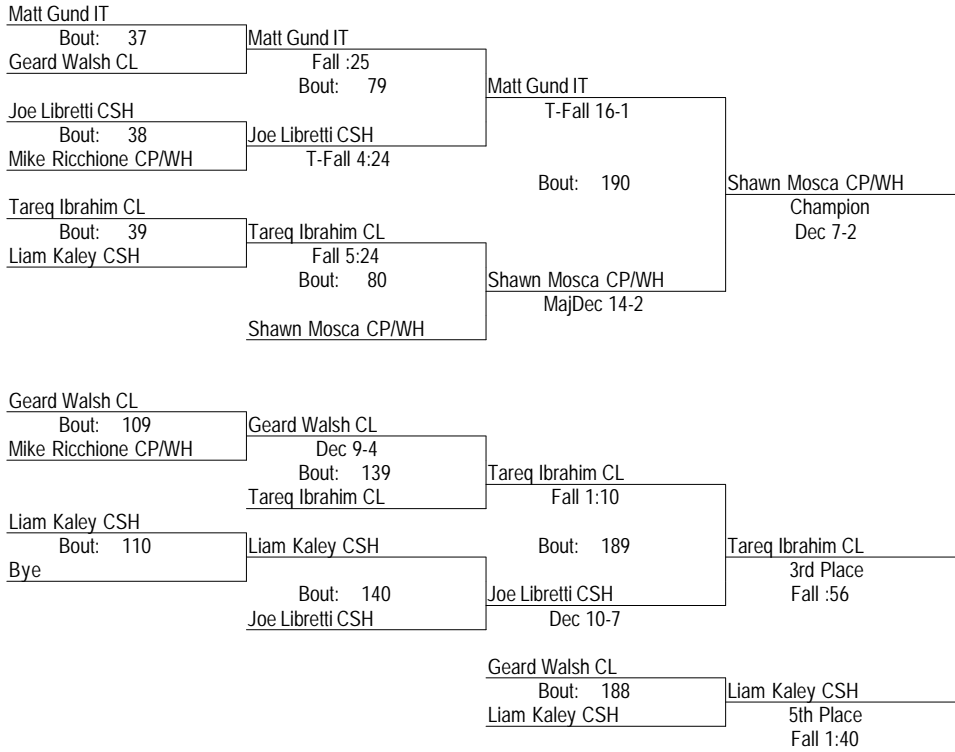 Matt Gund IT
Bout: 37
Matt Gund IT
Geard Walsh CL
Fall :25
Bout: 79
Matt Gund IT
Joe Libretti CSH
T-Fall 16-1
Bout: 38
Joe Libretti CSH
Mike Ricchione CP/WH
T-Fall 4:24
Bout: 190
Shawn Mosca CP/WH
Tareq Ibrahim CL
Champion
Bout: 39
Tareq Ibrahim CL
Dec 7-2
Liam Kaley CSH
Fall 5:24
Bout: 80
Shawn Mosca CP/WH
MajDec 14-2
Shawn Mosca CP/WH
Geard Walsh CL
Bout: 109
Geard Walsh CL
Mike Ricchione CP/WH
Dec 9-4
Bout: 139
Tareq Ibrahim CL
Tareq Ibrahim CL
Fall 1:10
Liam Kaley CSH
Bout: 110
Liam Kaley CSH
Bout: 189
Tareq Ibrahim CL
Bye
3rd Place
Bout: 140
Joe Libretti CSH
Fall :56
Joe Libretti CSH
Dec 10-7
Geard Walsh CL
Bout: 188
Liam Kaley CSH
Liam Kaley CSH
5th Place
Fall 1:40